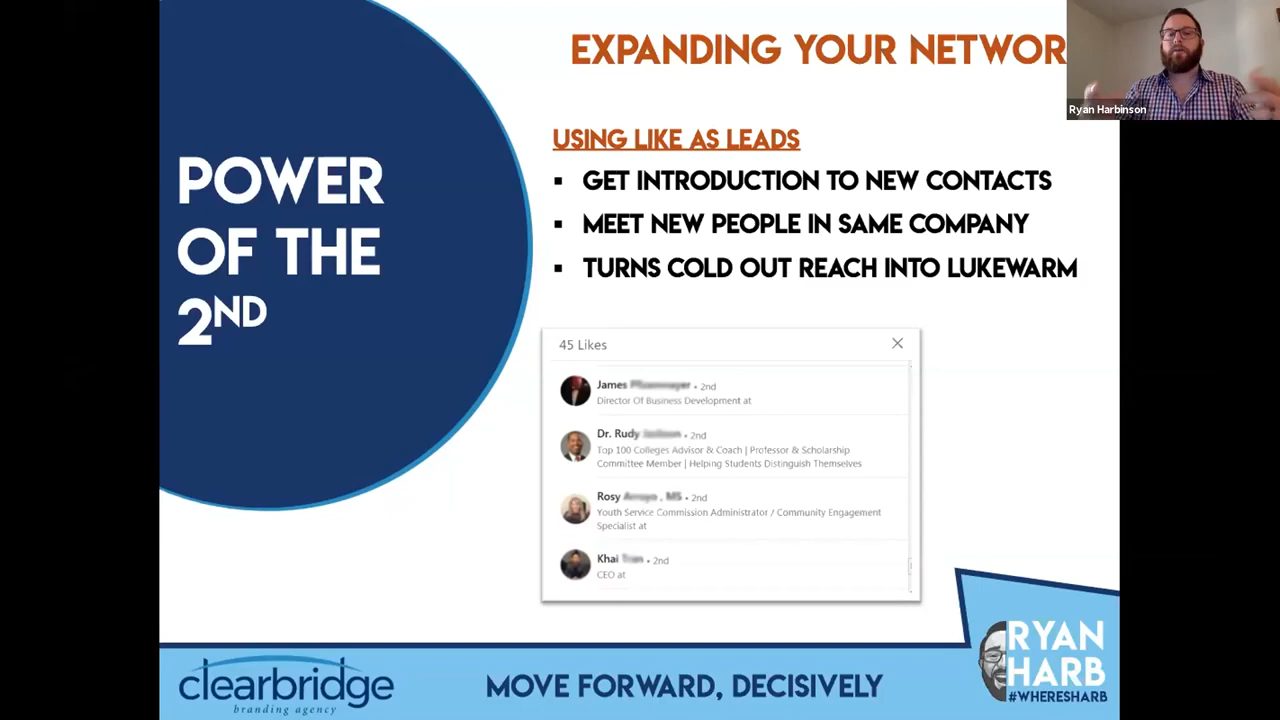 EXPANDING YOUR NETWOR
Ryan Harbinson
POWER
OF THE
2ND
USING LIKE AS LEADS
▪ GET INTRODUCTION TO NEW CONTACTS
▪ MEET NEW PEOPLE IN SAME COMPANY
▪ TURNS COLD OUT REACH INTO LUKEWARM
45 Likes
James • 2nd
Director Of Business Development at
Dr. Rudy • 2nd
Top 100 Colleges Advisor & Coach | Professor & Scholarship
Committee Member | Helping Students Distinguish Themselves
Rosy , MS • 2nd
Youth Service Commission Administrator / Community Engagement
Specialist at
Khai • 2nd
CEO at
clearbridge
branding agency
MOVE FORWARD, DECISIVELY
RYAN
HARB
#WHERESHARB